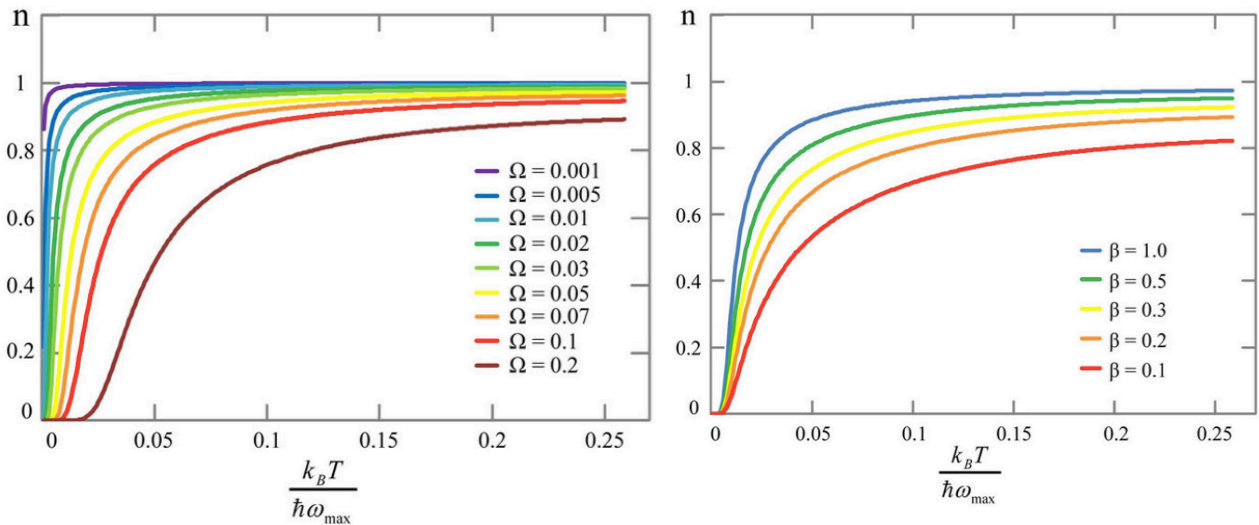 n
1
0.8
0.6
0.4
0.2
0
Ω = 0.001
Ω = 0.005
Ω = 0.01
Ω = 0.02
Ω = 0.03
Ω = 0.05
Ω = 0.07
Ω = 0.1
Ω = 0.2
0 0.05 0.1 0.15 0.2 0.25
k_B T
ħω_max
n
1
0.8
0.6
0.4
0.2
0
β = 1.0
β = 0.5
β = 0.3
β = 0.2
β = 0.1
0 0.05 0.1 0.15 0.2 0.25
k_B T
ħω_max